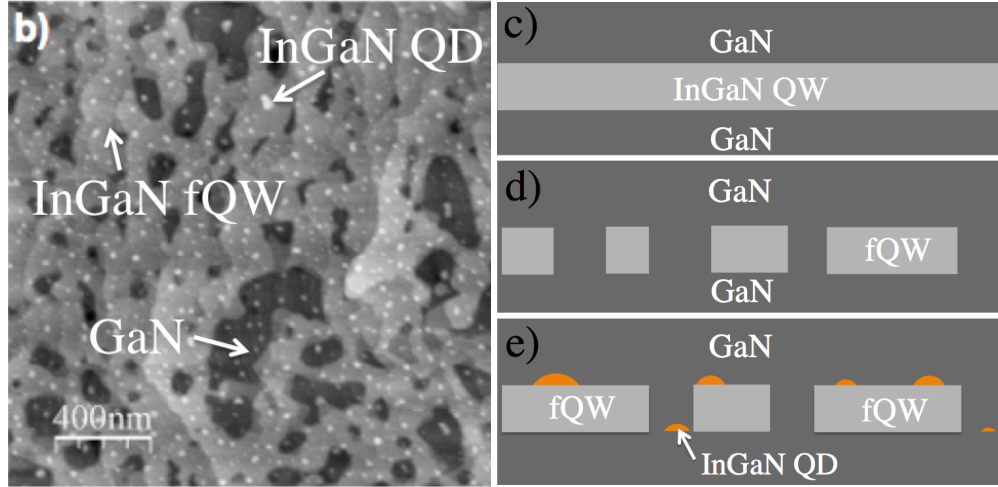 b)
InGaN QD
InGaN fQW
GaN
400nm
c)
GaN
InGaN QW
GaN
d)
GaN
fQW
GaN
e)
GaN
fQW
fQW
InGaN QD